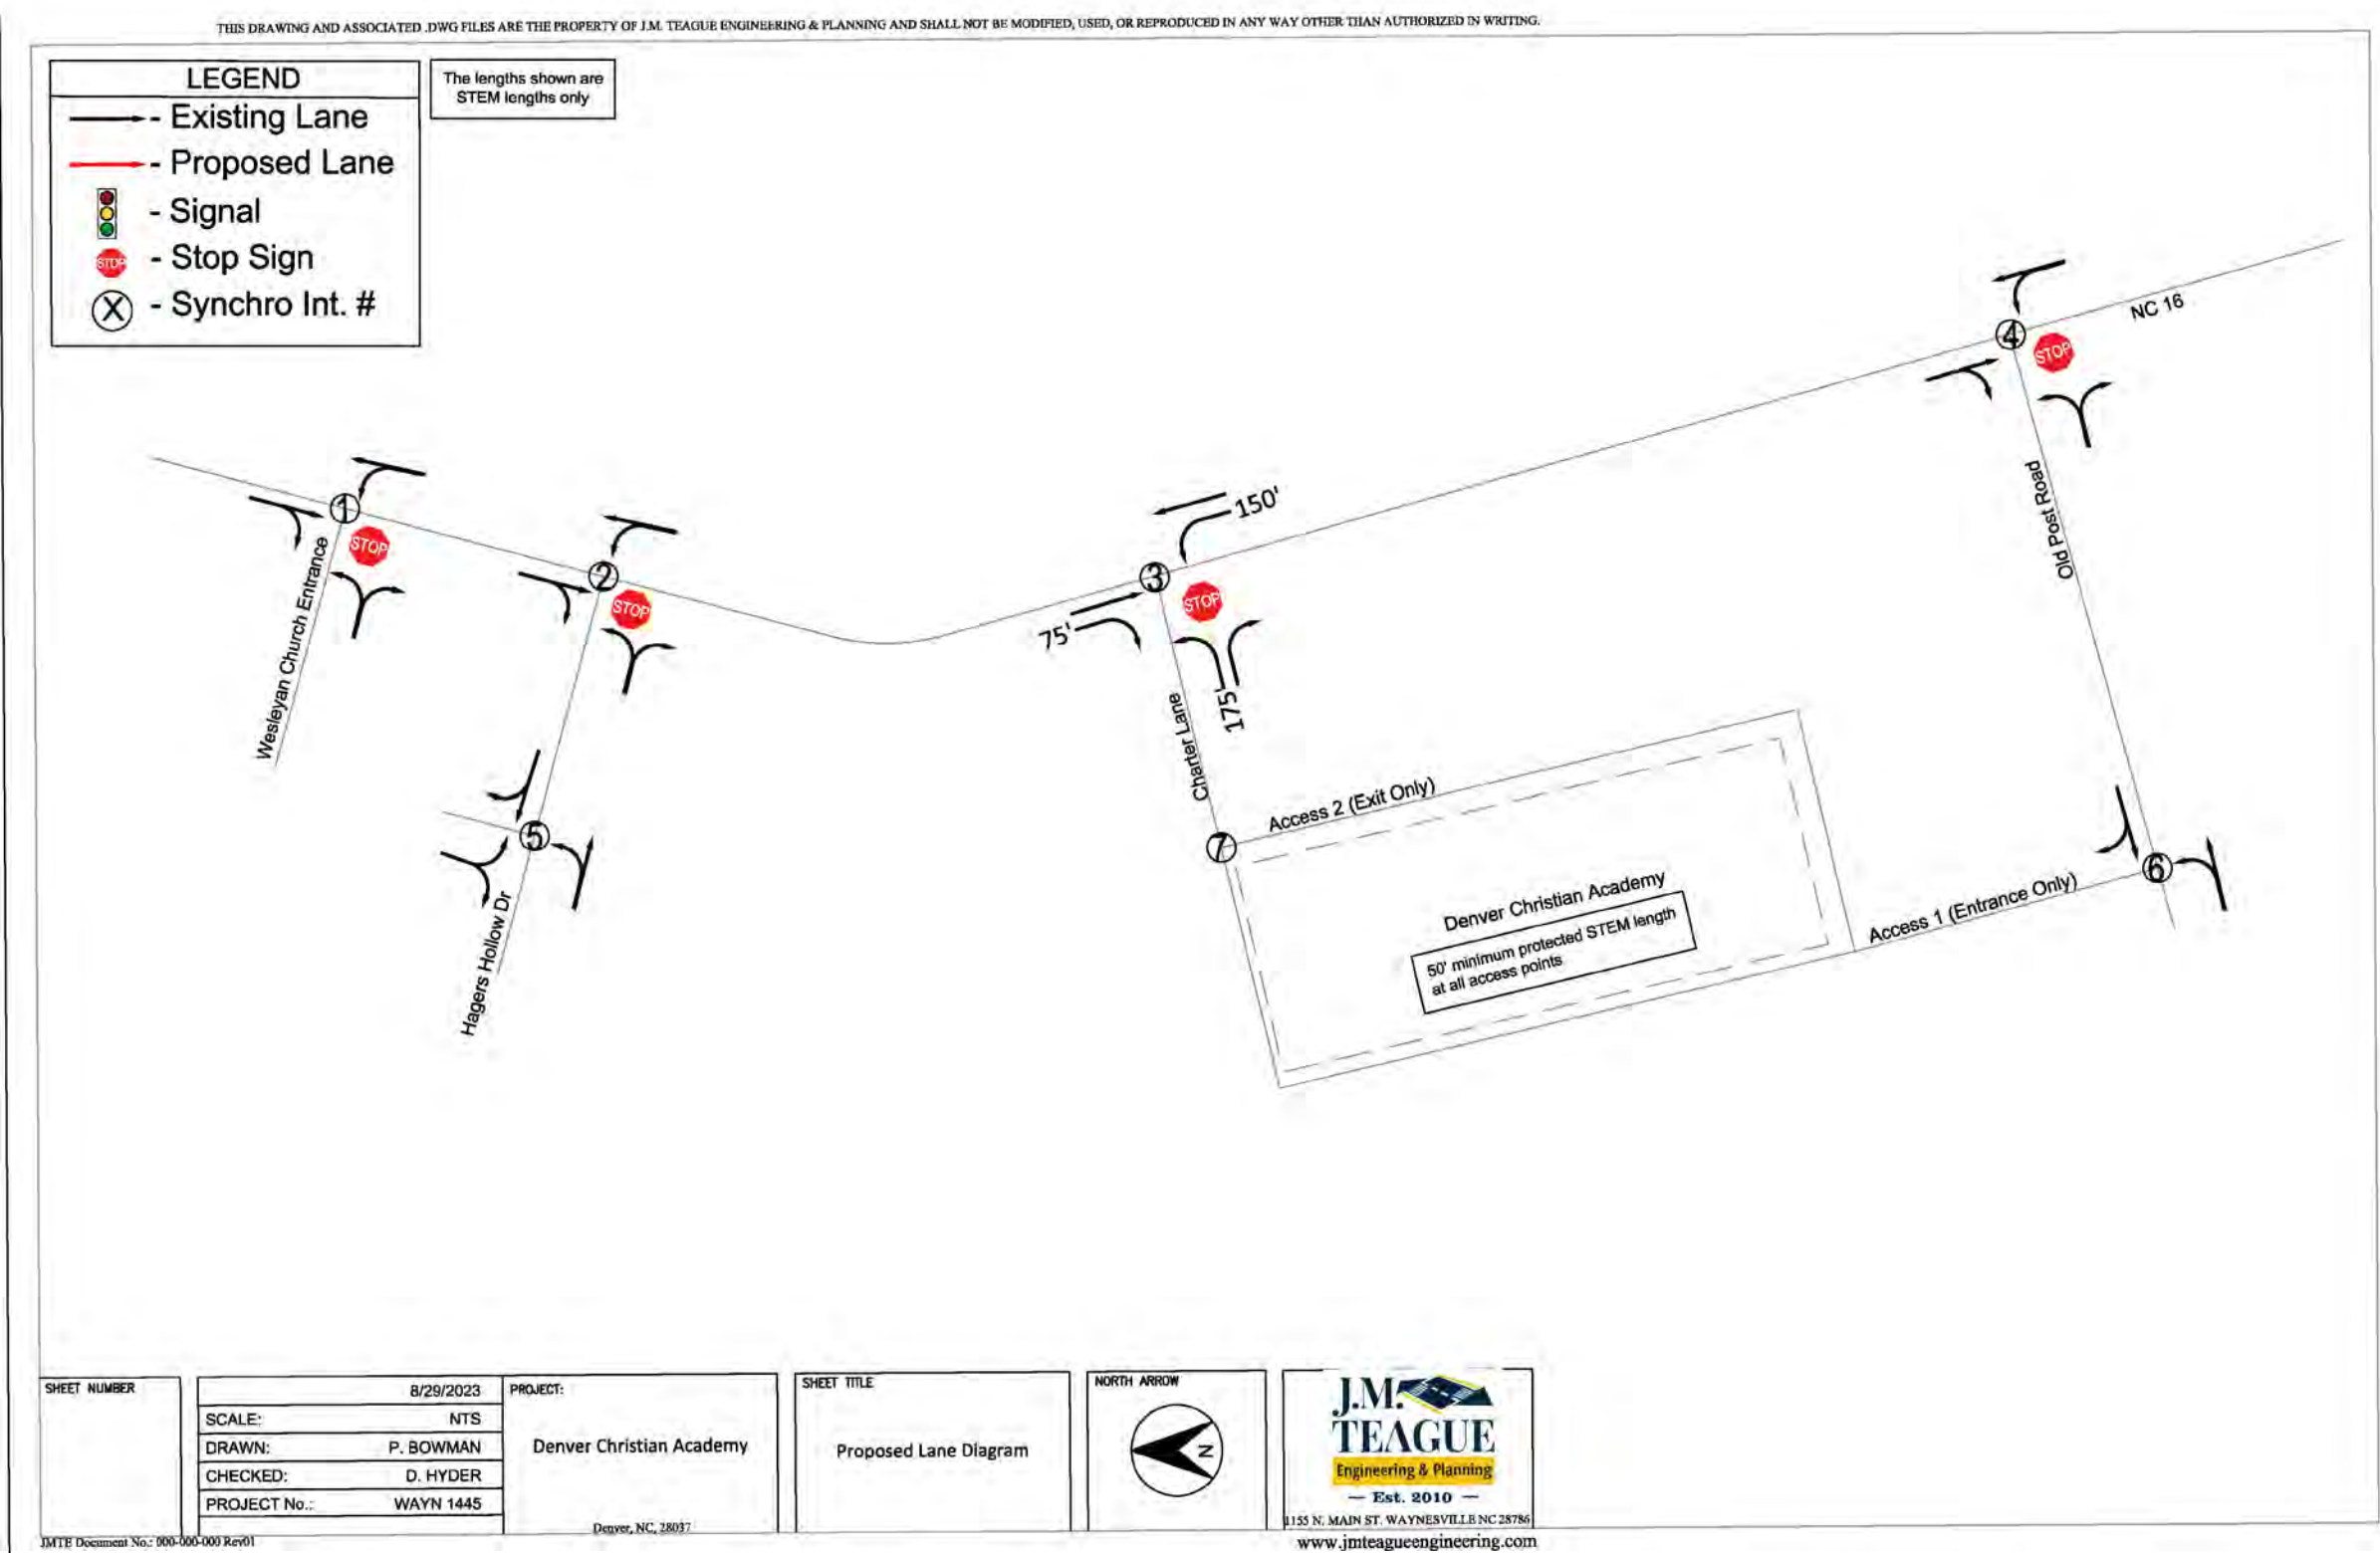 THIS DRAWING AND ASSOCIATED .DWG FILES ARE THE PROPERTY OF J.M. TEAGUE ENGINEERING & PLANNING AND SHALL NOT BE MODIFIED, USED, OR REPRODUCED IN ANY WAY OTHER THAN AUTHORIZED IN WRITING.
LEGEND
- Existing Lane
- Proposed Lane
- Signal
STOP - Stop Sign
X - Synchro Int. #
The lengths shown are
STEM lengths only
4
NC 16
STOP
Old Post Road
1
STOP
Wesleyan Church Entrance
2
STOP
150'
3
STOP
75'
175'
Charter Lane
5
Hagers Hollow Dr
7
Access 2 (Exit Only)
6
Access 1 (Entrance Only)
Denver Christian Academy
50' minimum protected STEM length
at all access points
SHEET NUMBER
8/29/2023
SCALE: NTS
DRAWN: P. BOWMAN
CHECKED: D. HYDER
PROJECT No.: WAYN 1445
PROJECT:
Denver Christian Academy
Denver, NC, 28037
SHEET TITLE
Proposed Lane Diagram
NORTH ARROW
N
J.M.
TEAGUE
Engineering & Planning
— Est. 2010 —
1155 N. MAIN ST. WAYNESVILLE NC 28786
www.jmteagueengineering.com
JMTE Document No.: 000-000-000 Rev01